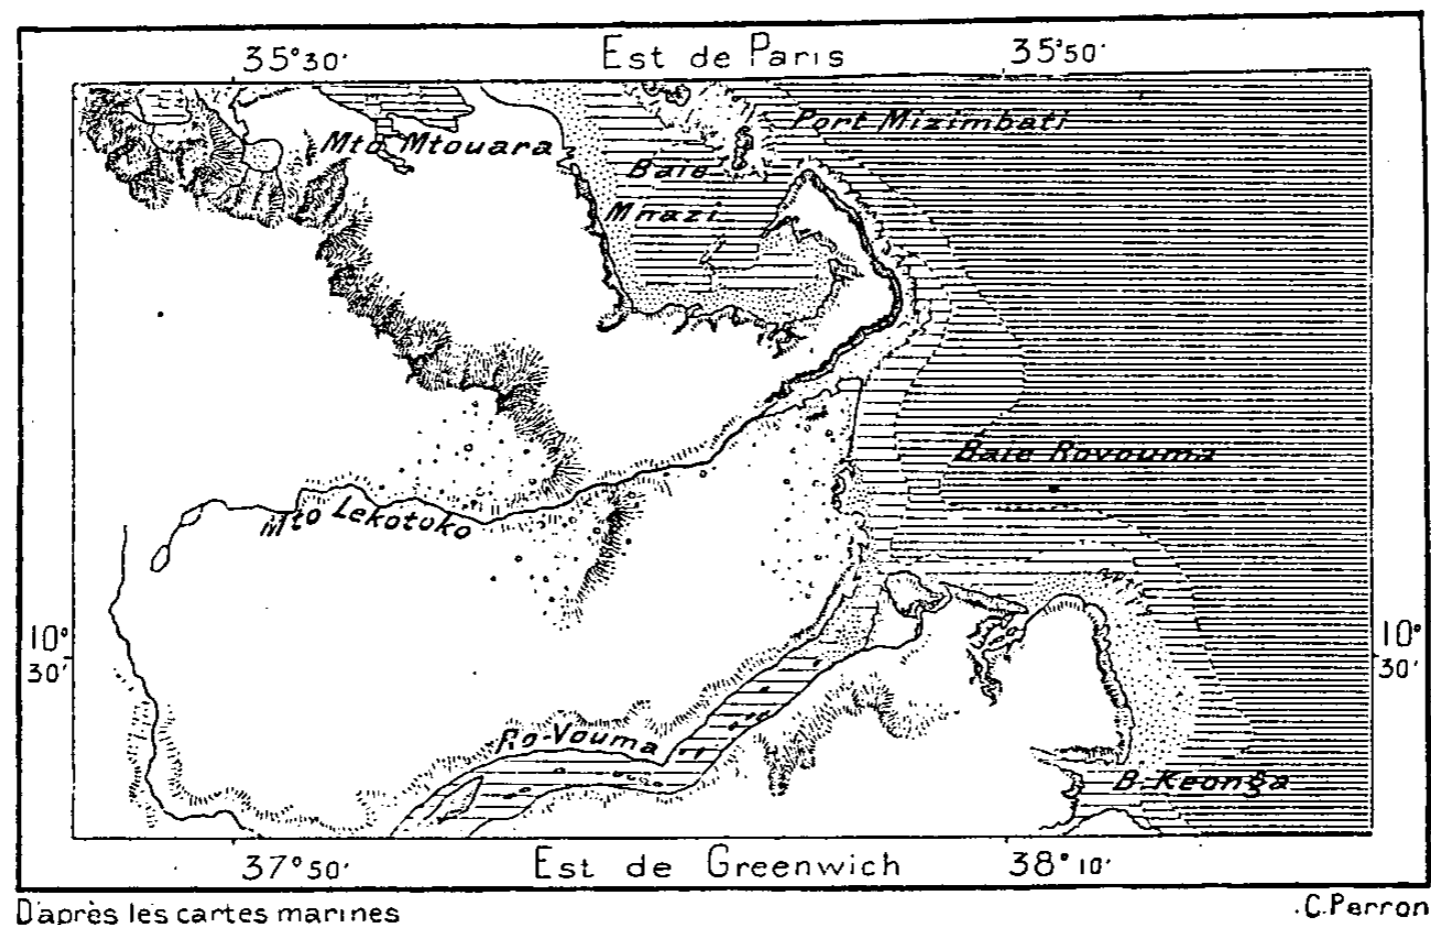 35°30'
Est de Paris
35°50'
Port Mizimbati
Mto Mtouara
Baie
Mnazi
Baie Rovouma
Mto Lekotoko
10°
30'
10°
30'
Ro-Vouma
B. Keonga
37°50'
Est de Greenwich
38°10'
D'après les cartes marines
C. Perron